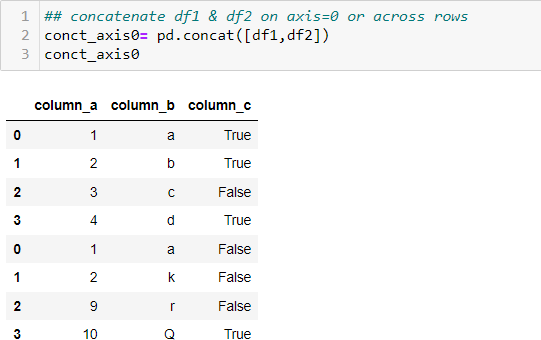 1 ## concatenate df1 & df2 on axis=0 or across rows
2 conct_axis0= pd.concat([df1,df2])
3 conct_axis0
column_a column_b column_c
0 1 a True
1 2 b True
2 3 c False
3 4 d True
0 1 a False
1 2 k False
2 9 r False
3 10 Q True